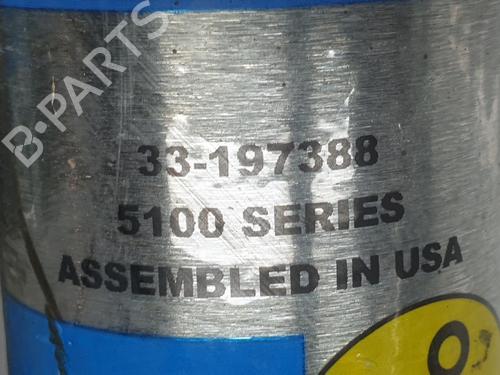 B-PARTS
33-197388
5100 SERIES
ASSEMBLED IN USA